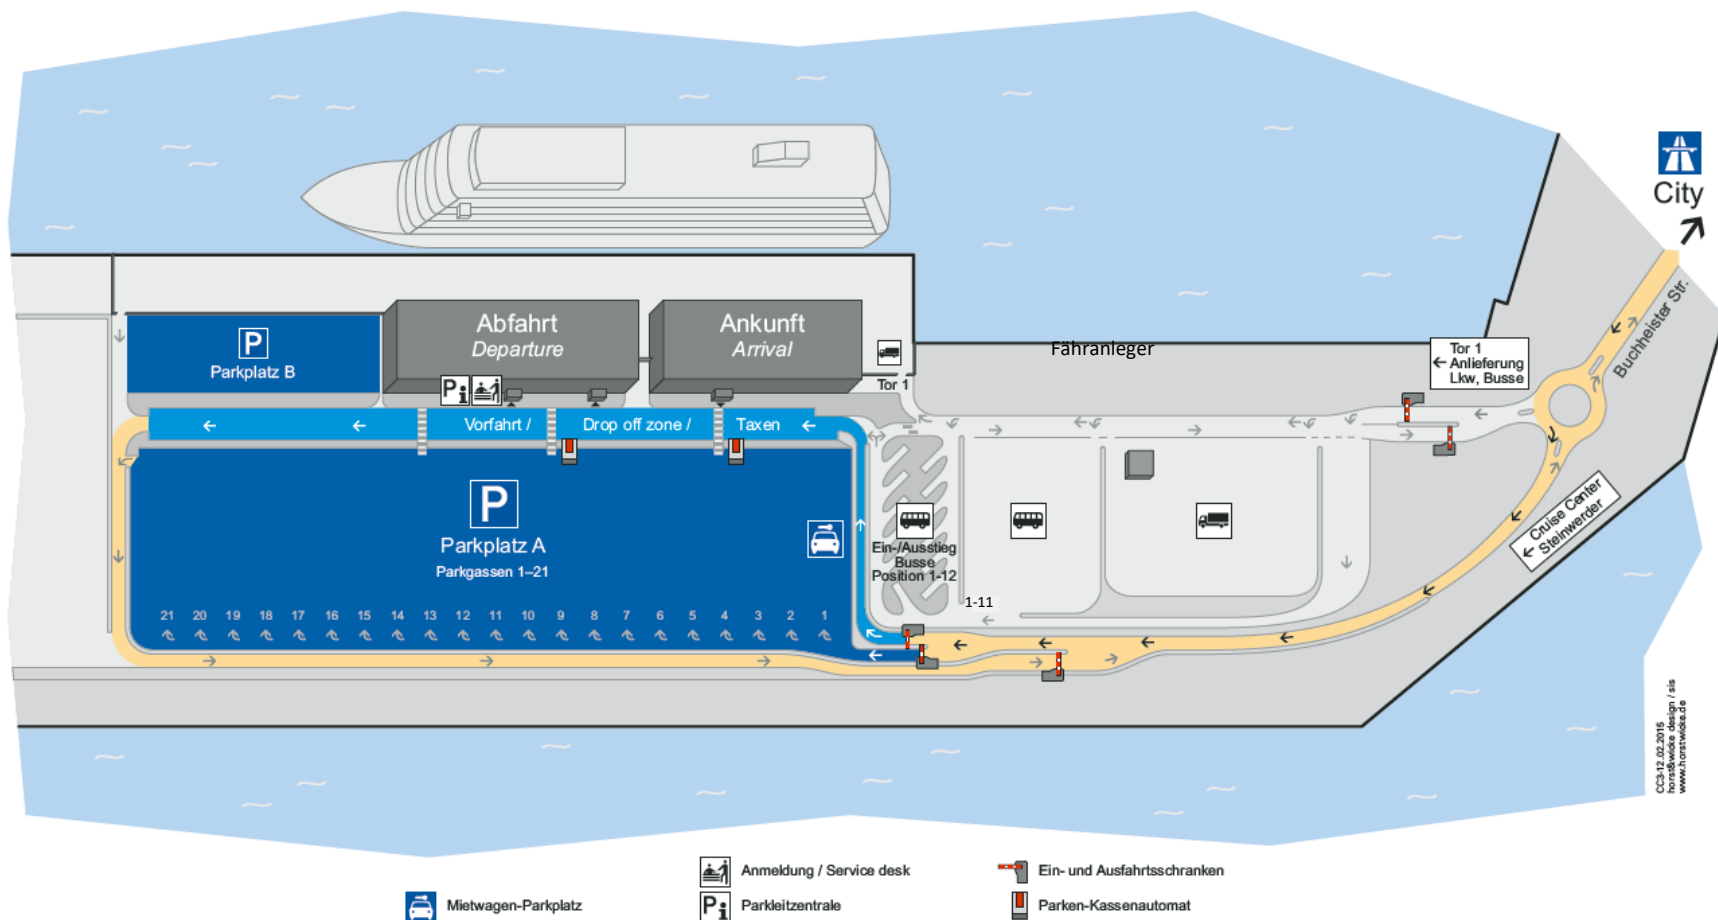 City
Buchheister Str.
Abfahrt
Departure
Ankunft
Arrival
Fähranleger
Tor 1
Anlieferung
Lkw, Busse
P
Parkplatz B
Tor 1
P i
Vorfahrt / Drop off zone / Taxen
P
Parkplatz A
Parkgassen 1–21
Ein-/Ausstieg
Busse
Position 1-12
1-11
Cruise Center
Steinwerder
21 20 19 18 17 16 15 14 13 12 11 10 9 8 7 6 5 4 3 2 1
CC3-12.02.2015
horst&wicke design / sis
www.horstwicke.de
Anmeldung / Service desk
Ein- und Ausfahrtsschranken
Mietwagen-Parkplatz
P i
Parkleitzentrale
Parken-Kassenautomat